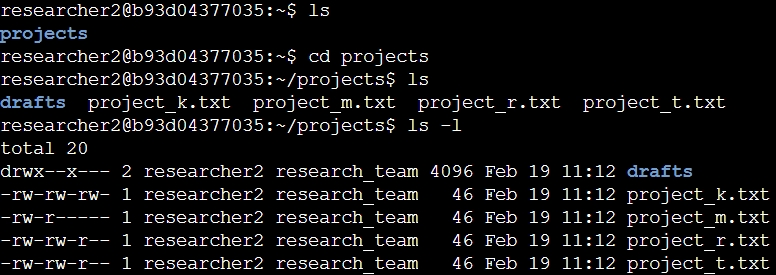 researcher2@b93d04377035:~$ ls
projects
researcher2@b93d04377035:~$ cd projects
researcher2@b93d04377035:~/projects$ ls
drafts  project_k.txt  project_m.txt  project_r.txt  project_t.txt
researcher2@b93d04377035:~/projects$ ls -l
total 20
drwx--x--- 2 researcher2 research_team 4096 Feb 19 11:12 drafts
-rw-rw-rw- 1 researcher2 research_team   46 Feb 19 11:12 project_k.txt
-rw-r----- 1 researcher2 research_team   46 Feb 19 11:12 project_m.txt
-rw-rw-r-- 1 researcher2 research_team   46 Feb 19 11:12 project_r.txt
-rw-rw-r-- 1 researcher2 research_team   46 Feb 19 11:12 project_t.txt